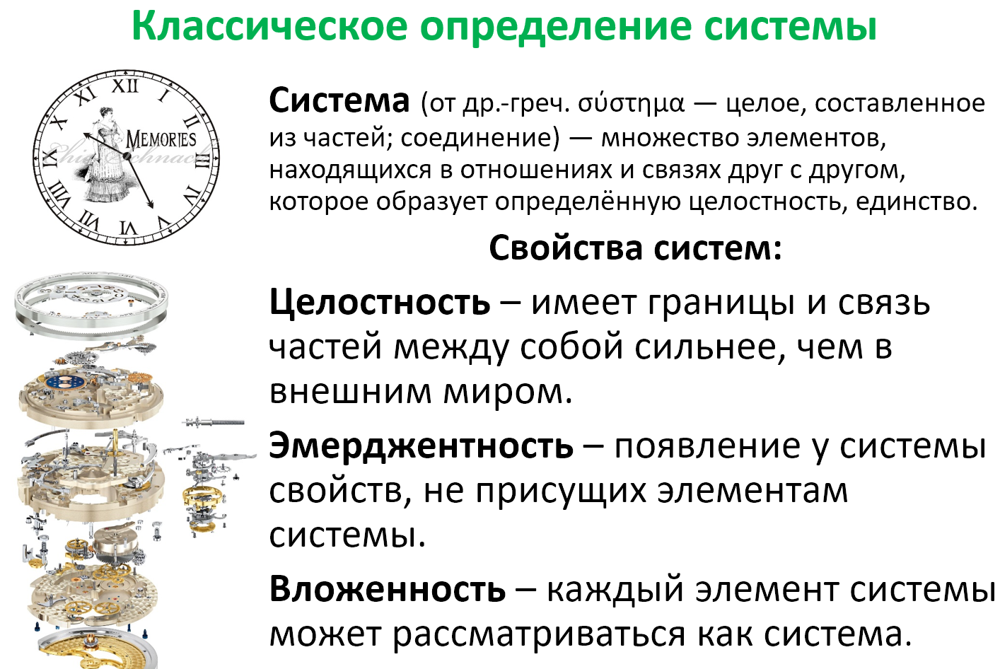 Классическое определение системы
XII
I
II
III
IV
V
VI
VII
VIII
IX
X
XI
MEMORIES
Система (от др.-греч. σύστημα — целое, составленное
из частей; соединение) — множество элементов,
находящихся в отношениях и связях друг с другом,
которое образует определённую целостность, единство.
Свойства систем:
Целостность – имеет границы и связь
частей между собой сильнее, чем в
внешним миром.
Эмерджентность – появление у системы
свойств, не присущих элементам
системы.
Вложенность – каждый элемент системы
может рассматриваться как система.